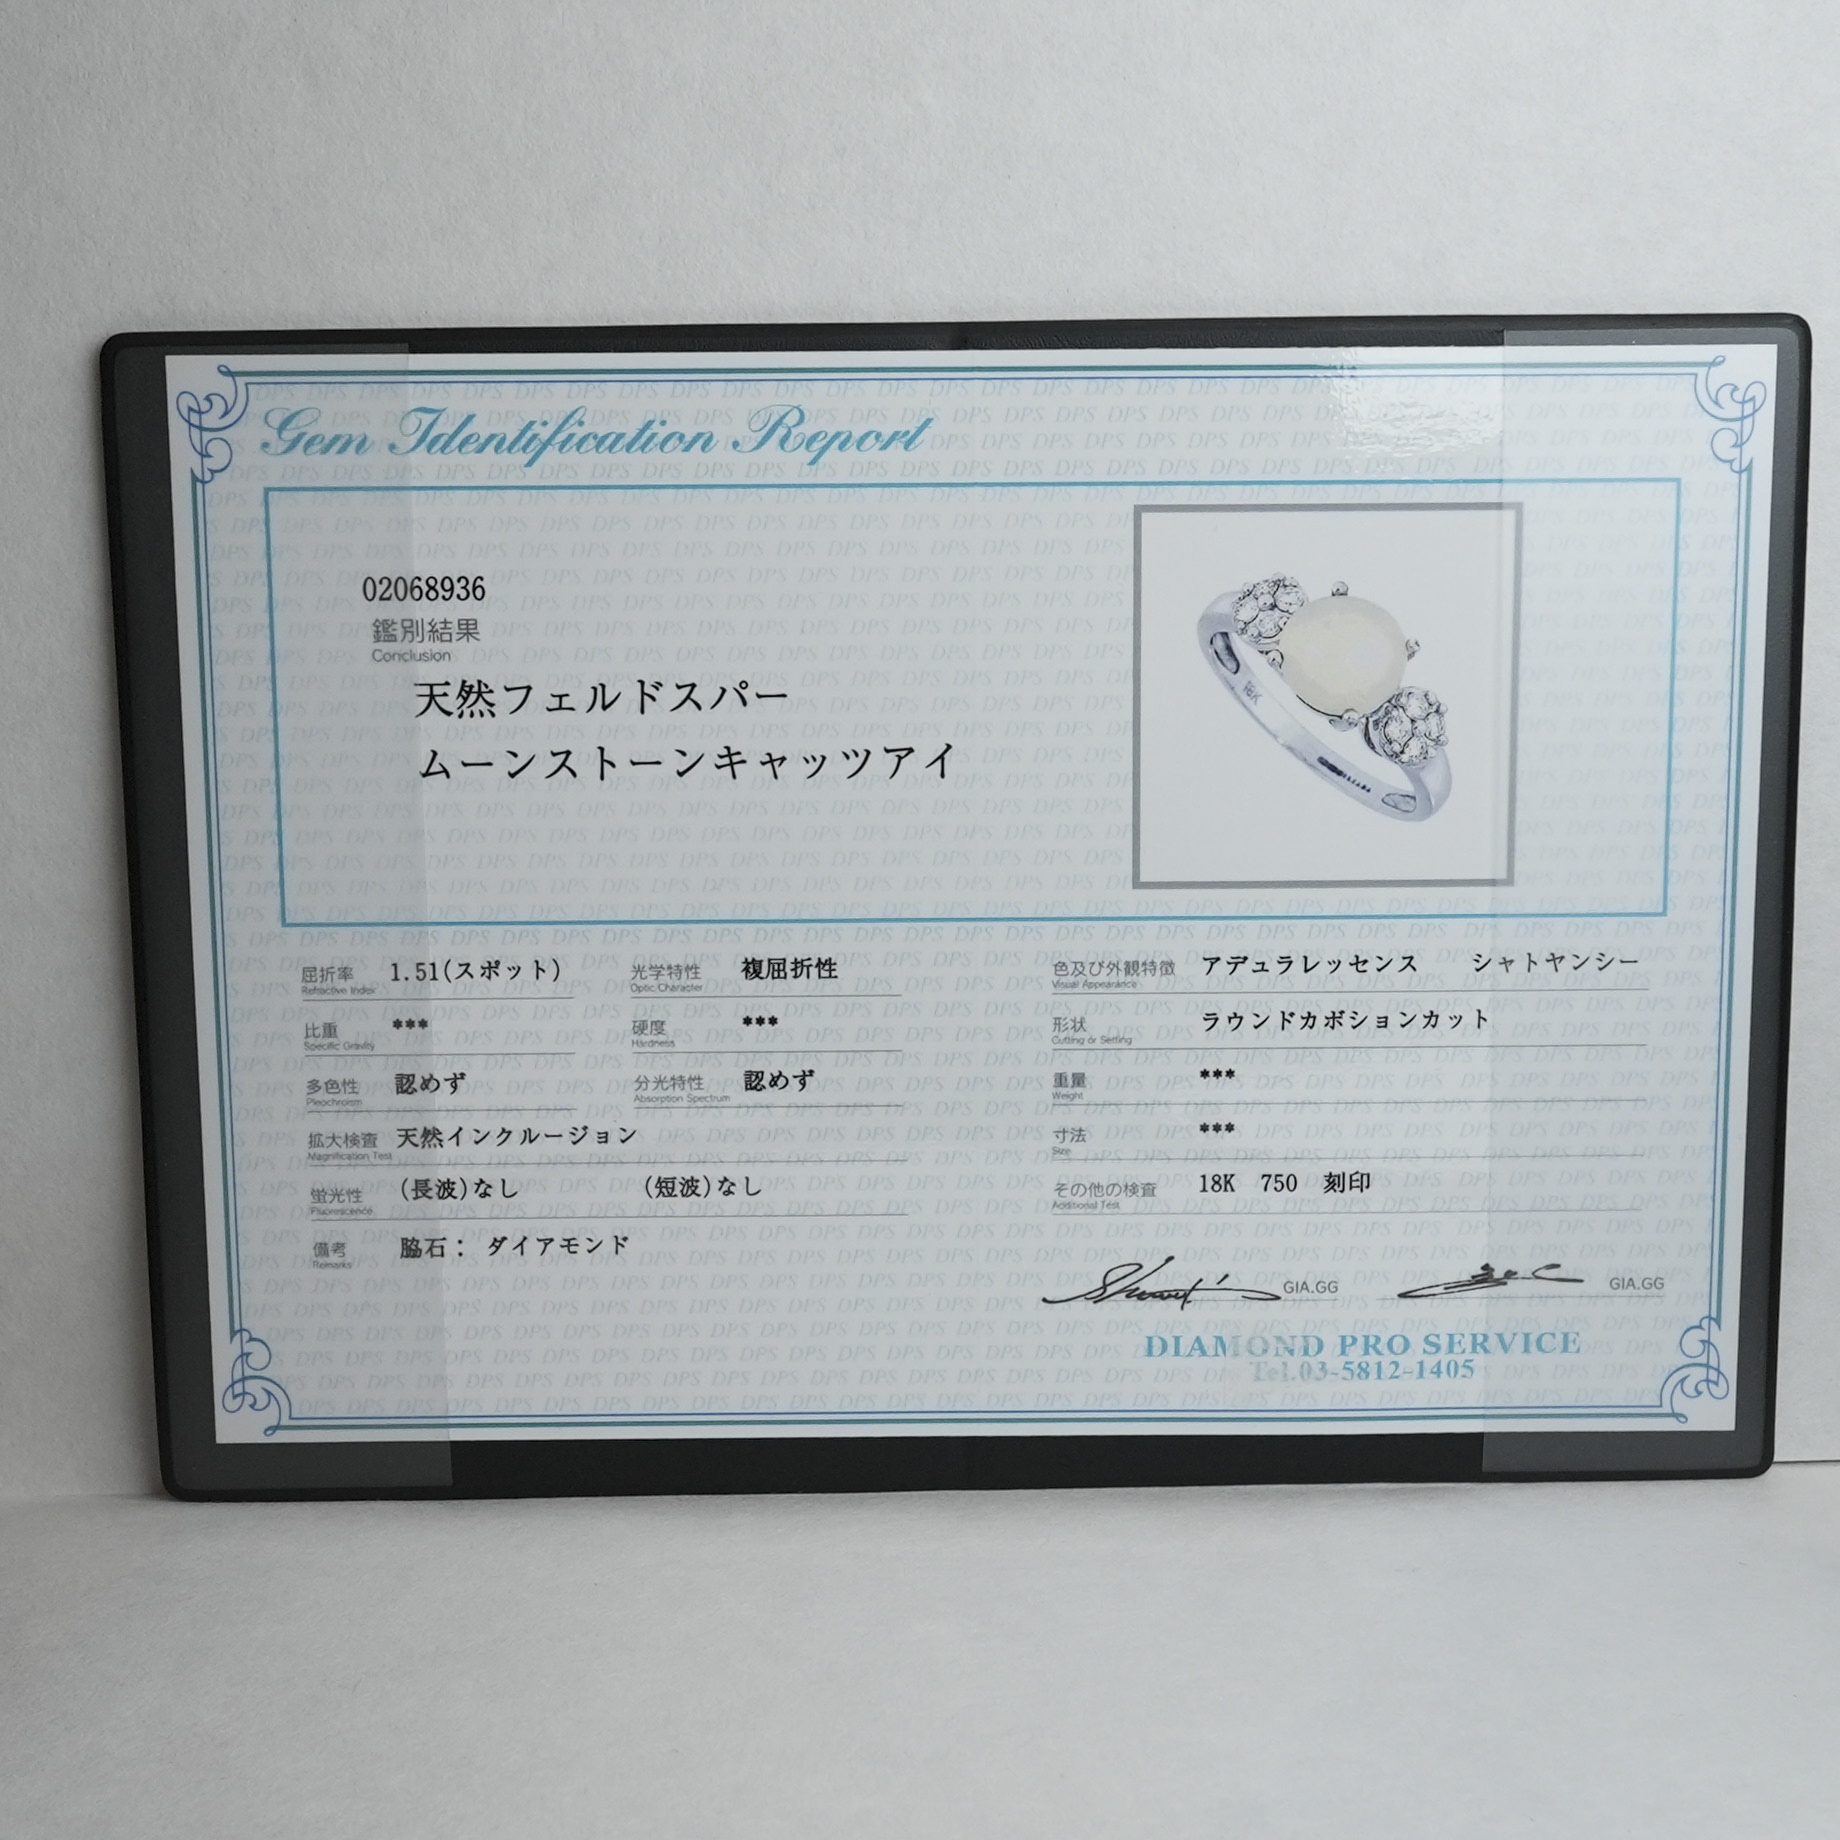 Gem Identification Report
02068936
鑑別結果
Conclusion
天然フェルドスパー
ムーンストーンキャッツアイ
18K
屈折率 1.51(スポット) 光学特性 複屈折性
Refractive Index Optic Character
比重 *** 硬度 ***
Specific Gravity Hardness
多色性 認めず 分光特性 認めず
Pleochroism Absorption Spectrum
拡大検査 天然インクルージョン
Magnification Test
蛍光性 (長波)なし (短波)なし
Fluorescence
備考 脇石： ダイアモンド
Remarks
色及び外観特徴 アデュラレッセンス シャトヤンシー
Visual Appearance
形状 ラウンドカボションカット
Cutting or Setting
重量 ***
Weight
寸法 ***
Size
その他の検査 18K 750 刻印
Additional Test
GIA.GG GIA.GG
DIAMOND PRO SERVICE
Tel.03-5812-1405